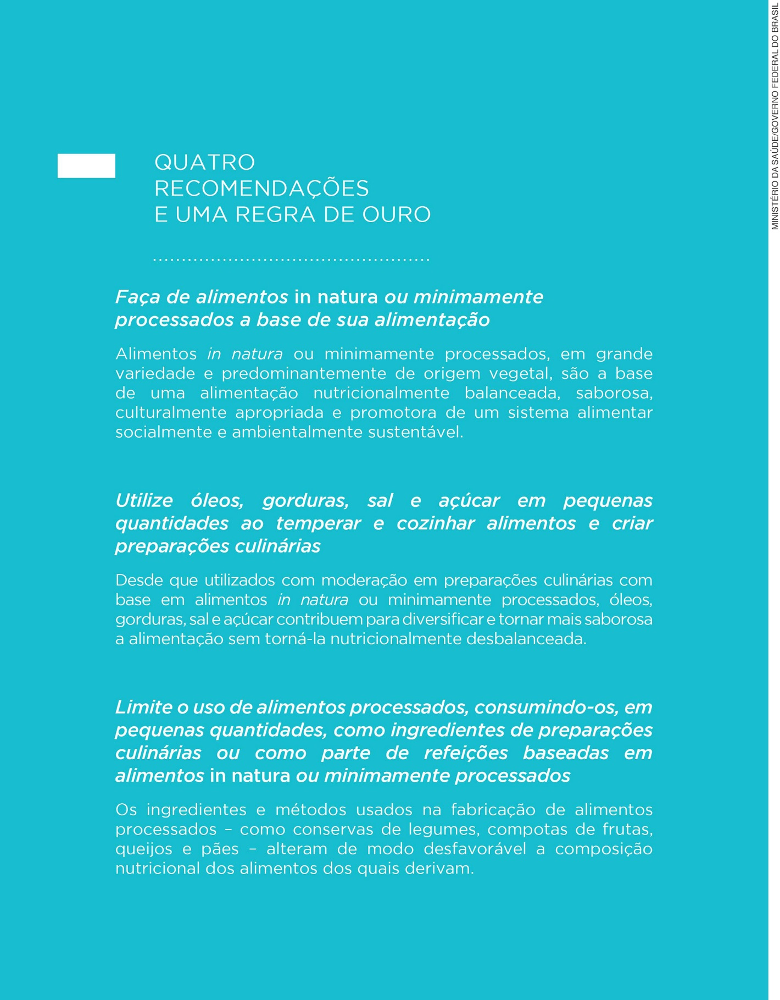 MINISTÉRIO DA SAÚDE/GOVERNO FEDERAL DO BRASIL
QUATRO
RECOMENDAÇÕES
E UMA REGRA DE OURO
Faça de alimentos in natura ou minimamente
processados a base de sua alimentação
Alimentos in natura ou minimamente processados, em grande
variedade e predominantemente de origem vegetal, são a base
de uma alimentação nutricionalmente balanceada, saborosa,
culturalmente apropriada e promotora de um sistema alimentar
socialmente e ambientalmente sustentável.
Utilize óleos, gorduras, sal e açúcar em pequenas
quantidades ao temperar e cozinhar alimentos e criar
preparações culinárias
Desde que utilizados com moderação em preparações culinárias com
base em alimentos in natura ou minimamente processados, óleos,
gorduras, sal e açúcar contribuem para diversificar e tornar mais saborosa
a alimentação sem torná-la nutricionalmente desbalanceada.
Limite o uso de alimentos processados, consumindo-os, em
pequenas quantidades, como ingredientes de preparações
culinárias ou como parte de refeições baseadas em
alimentos in natura ou minimamente processados
Os ingredientes e métodos usados na fabricação de alimentos
processados – como conservas de legumes, compotas de frutas,
queijos e pães – alteram de modo desfavorável a composição
nutricional dos alimentos dos quais derivam.